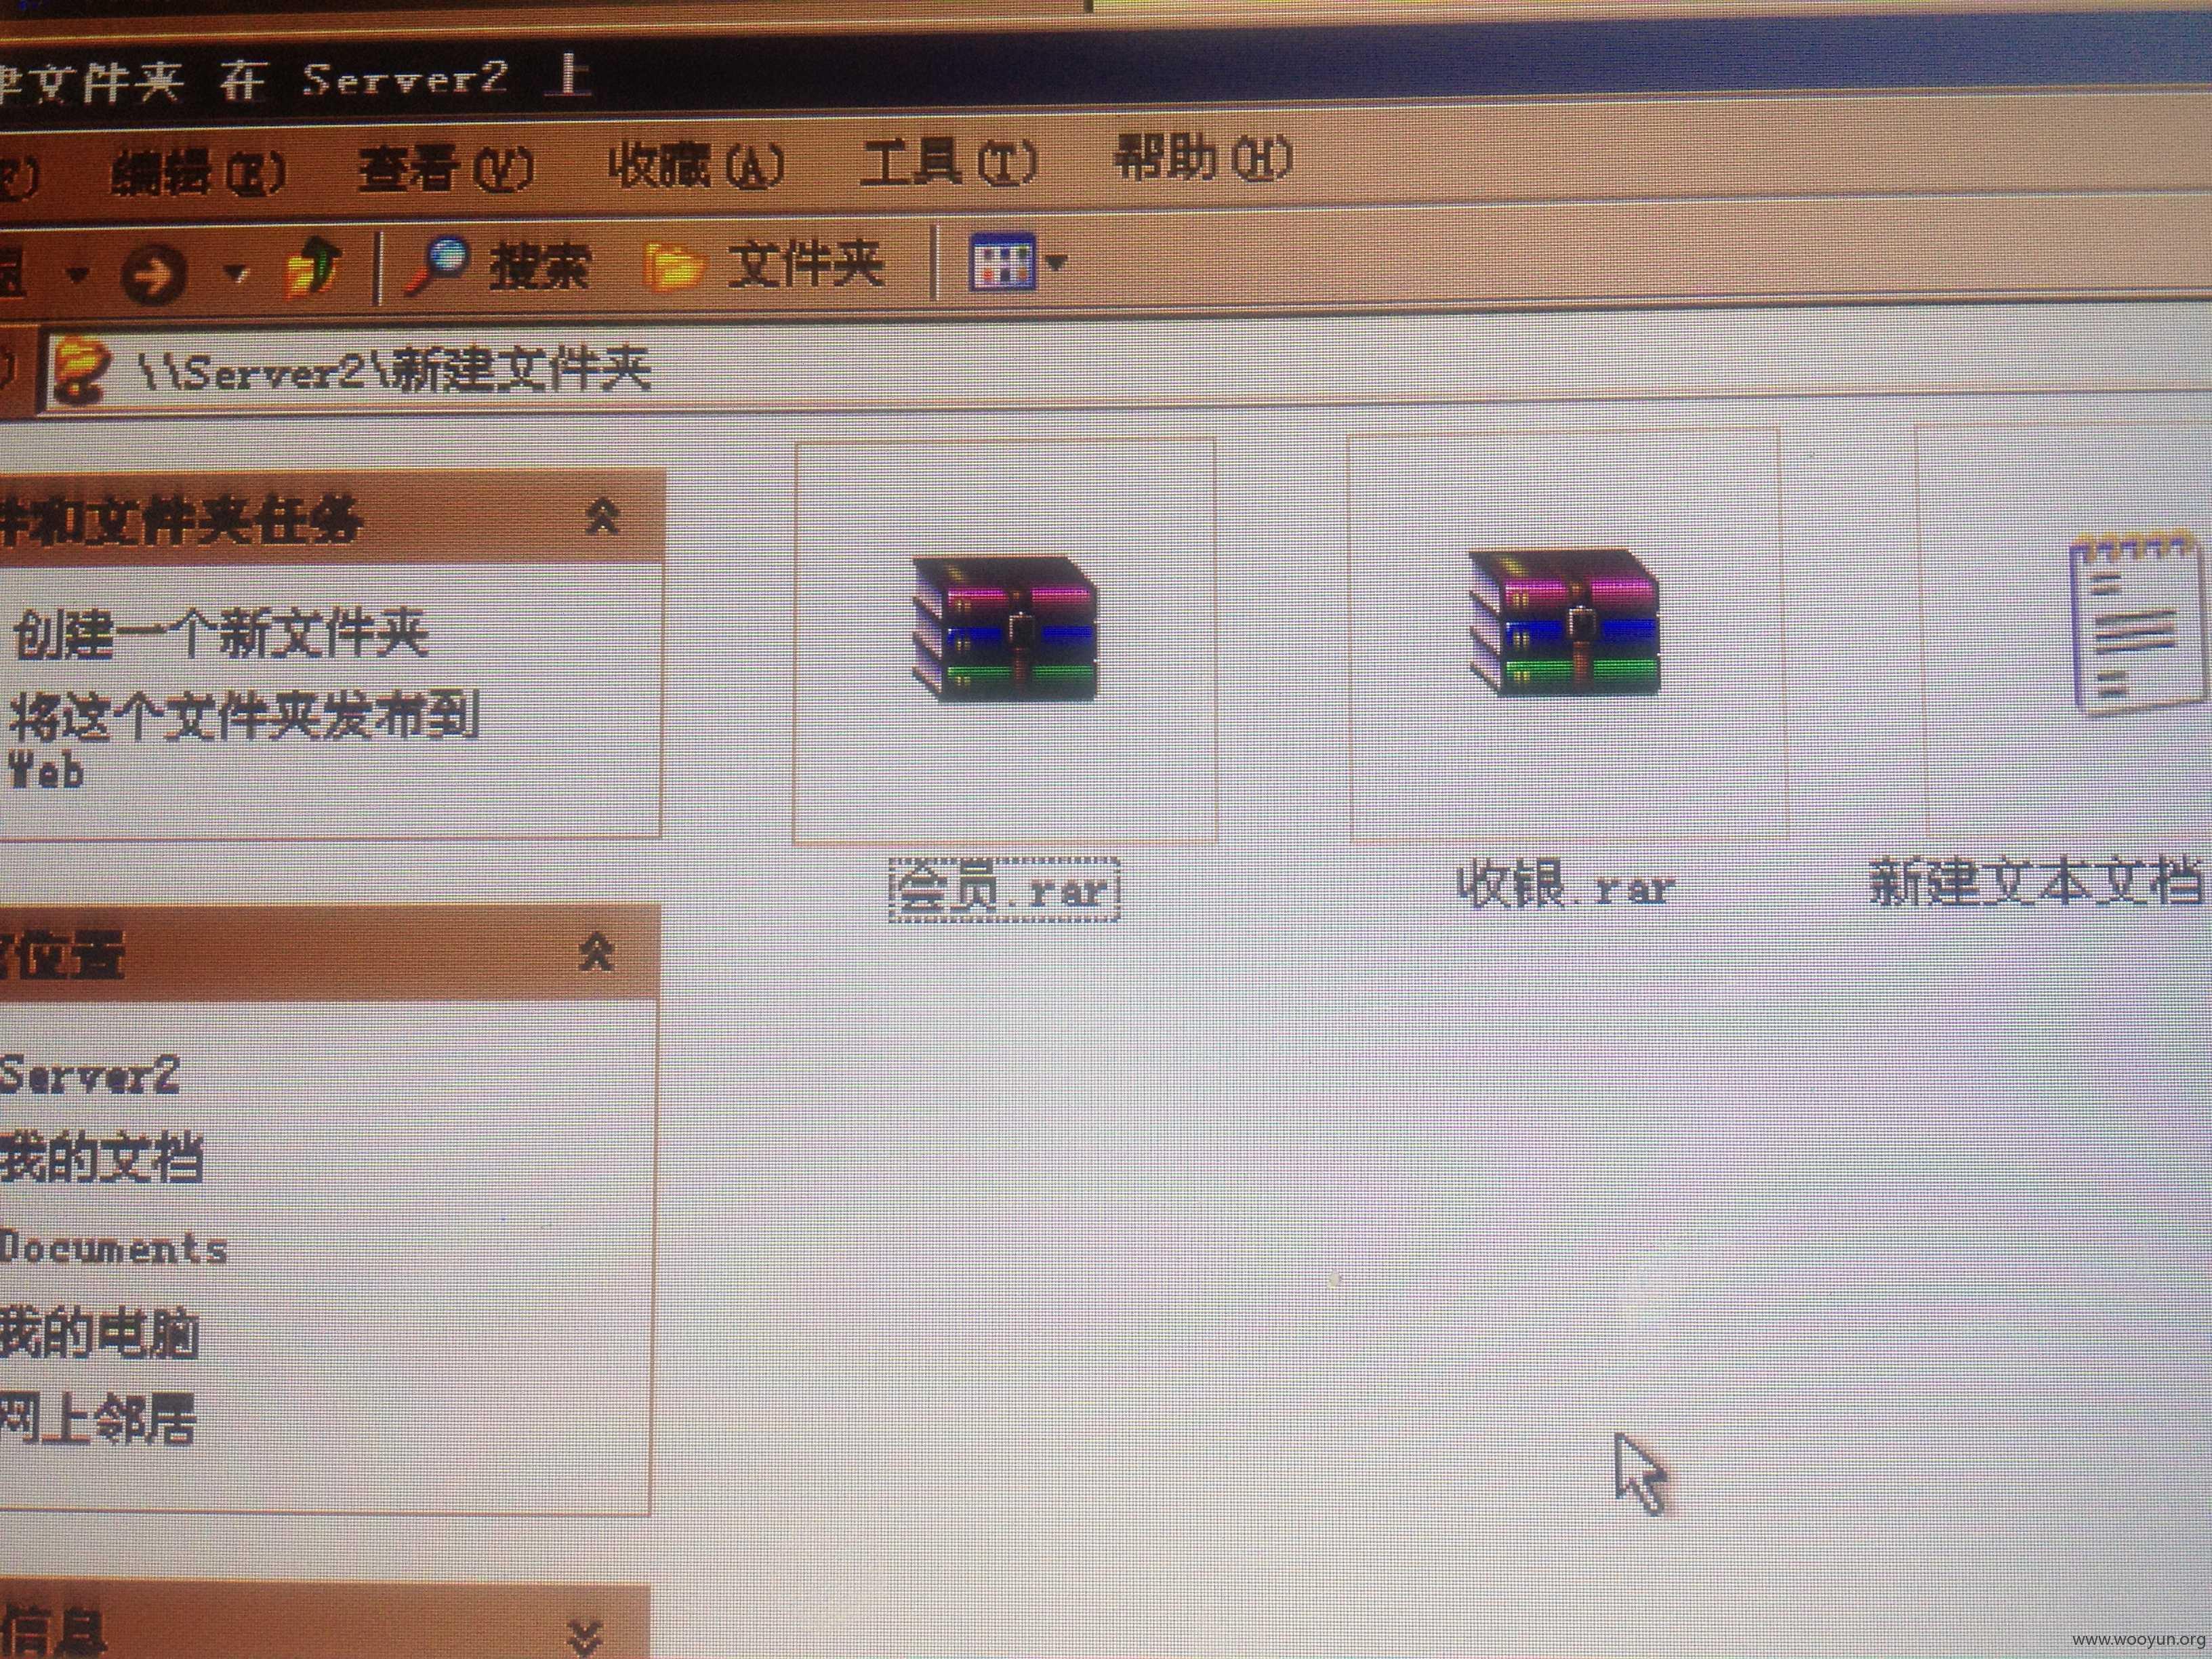 建文件夹 在 Server2 上
编辑(E) 查看(V) 收藏(A) 工具(T) 帮助(H)
搜索 文件夹
\\Server2\新建文件夹
件和文件夹任务
创建一个新文件夹
将这个文件夹发布到
Web
会员.rar
收银.rar
新建文本文档
位置
Server2
我的文档
Documents
我的电脑
网上邻居
信息
www.wooyun.org